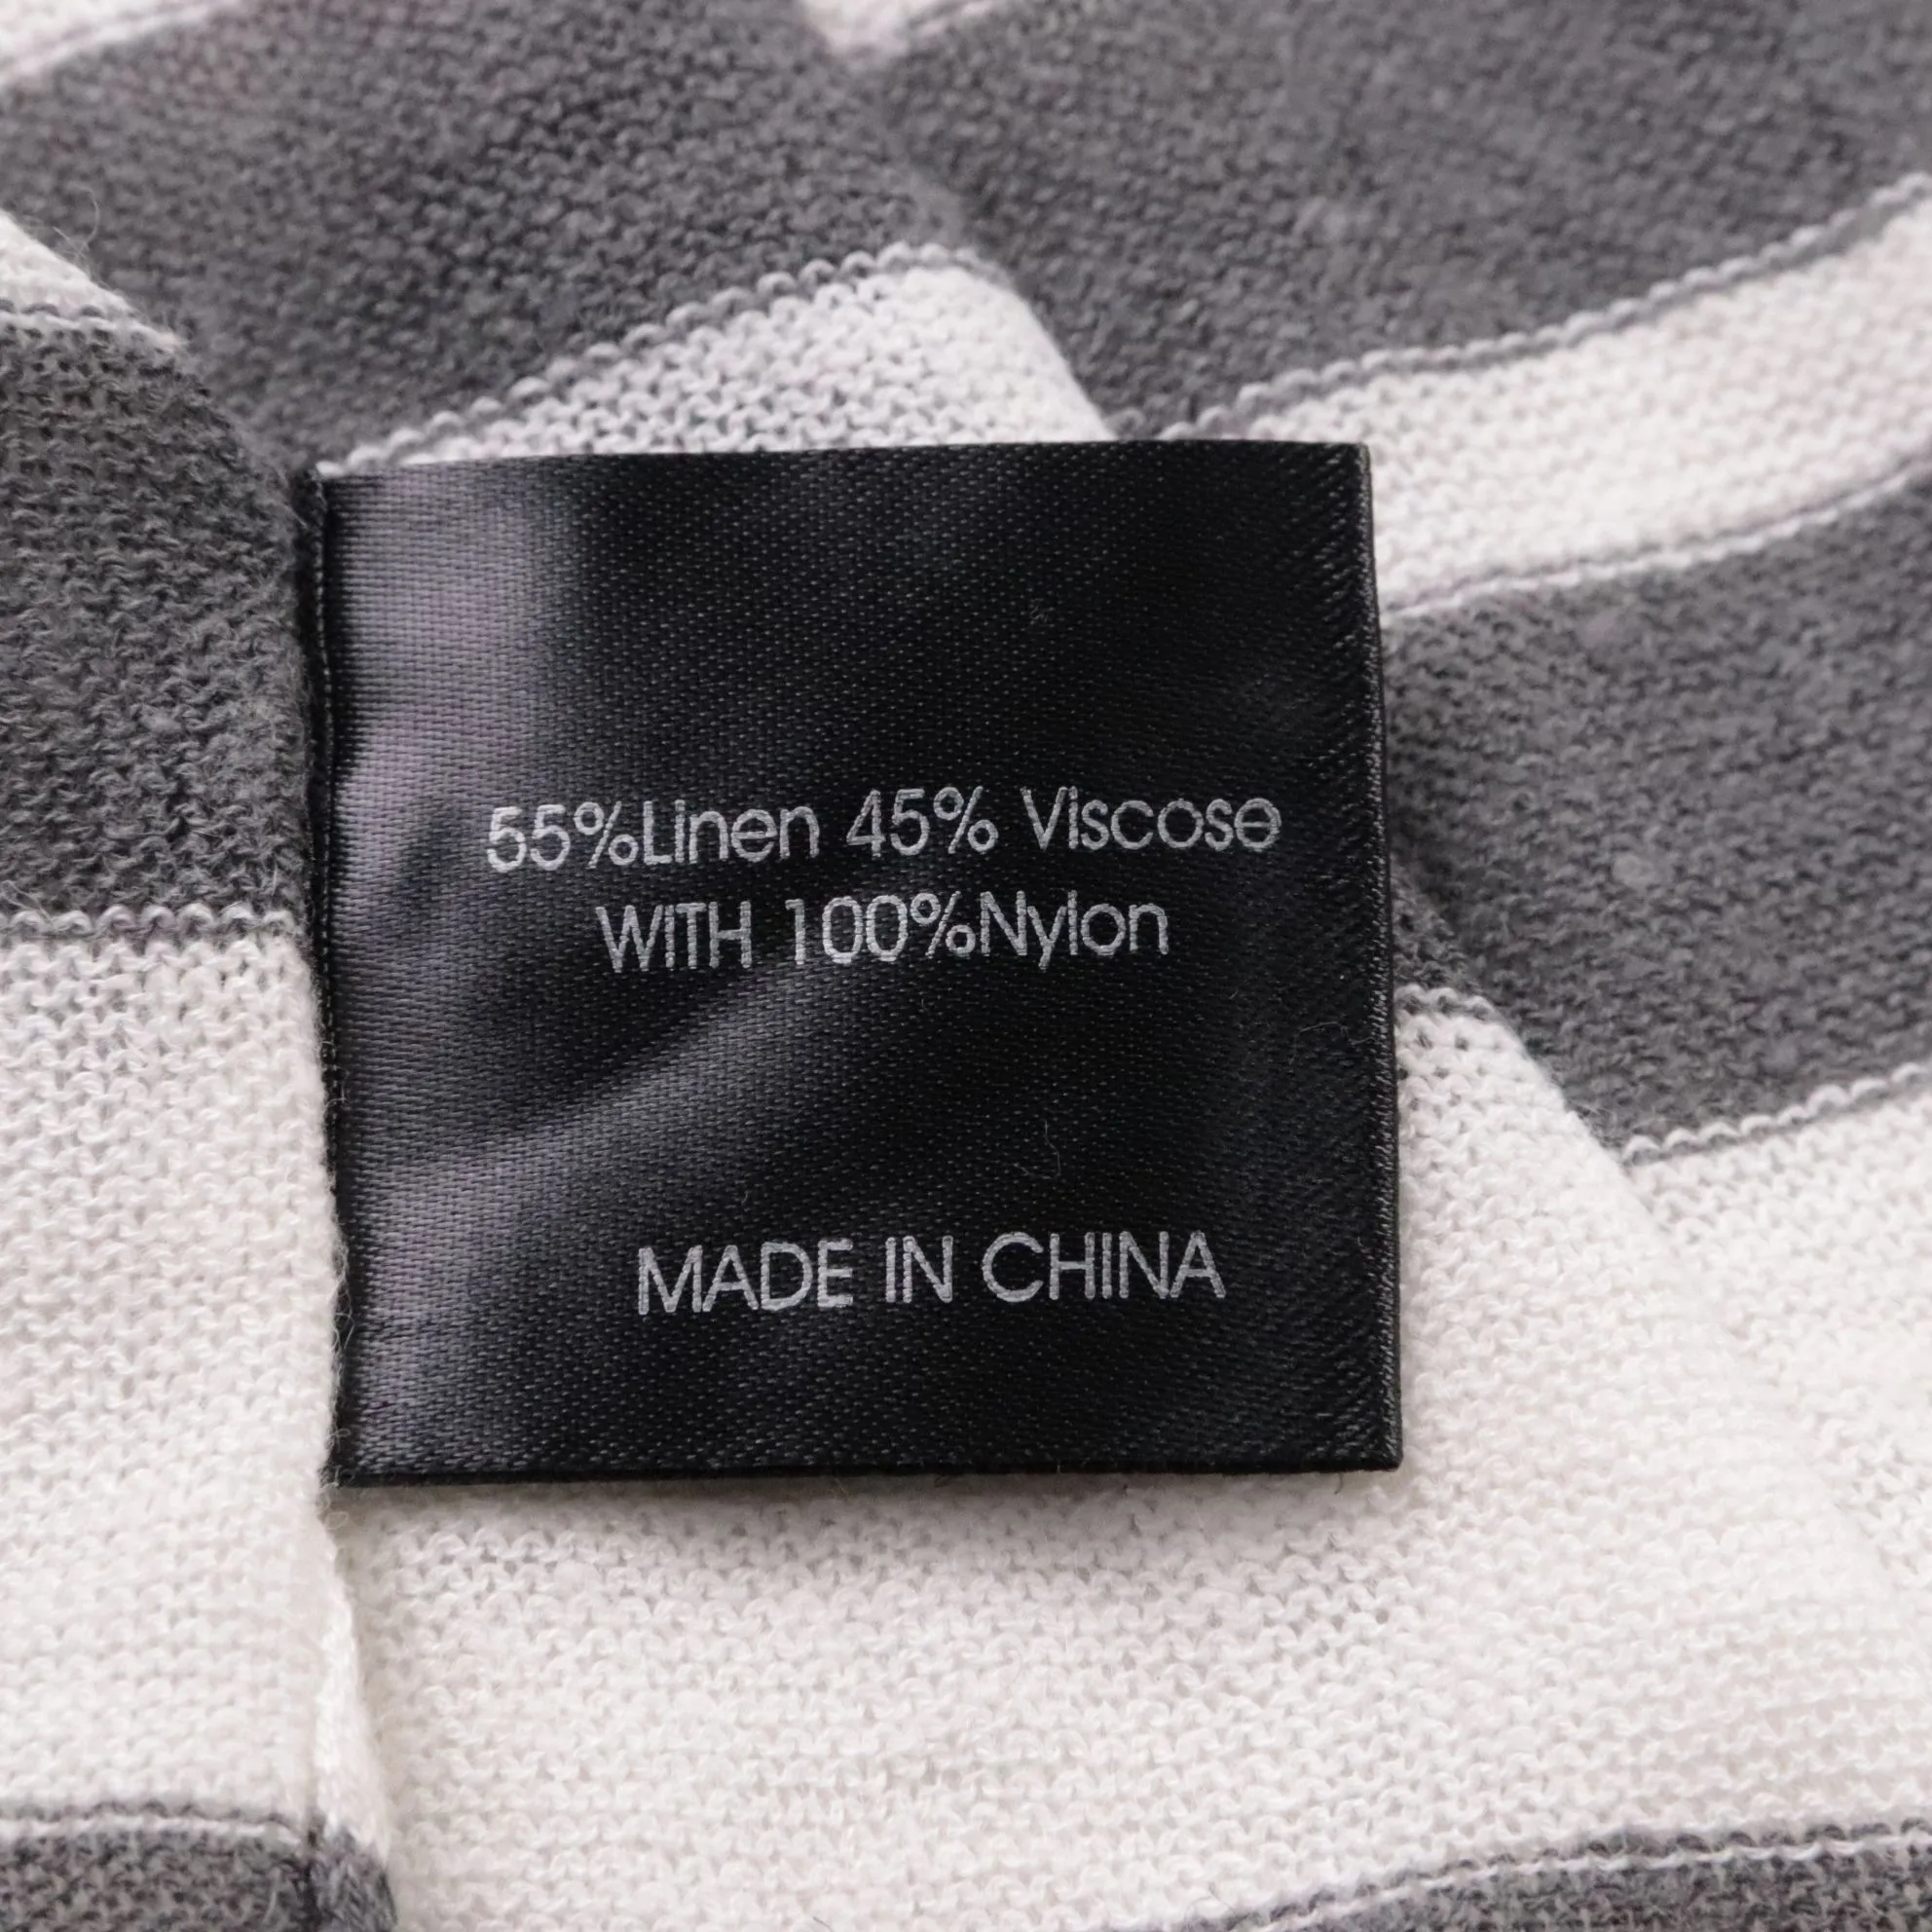 55%Linen 45% Viscose
WITH 100%Nylon
MADE IN CHINA